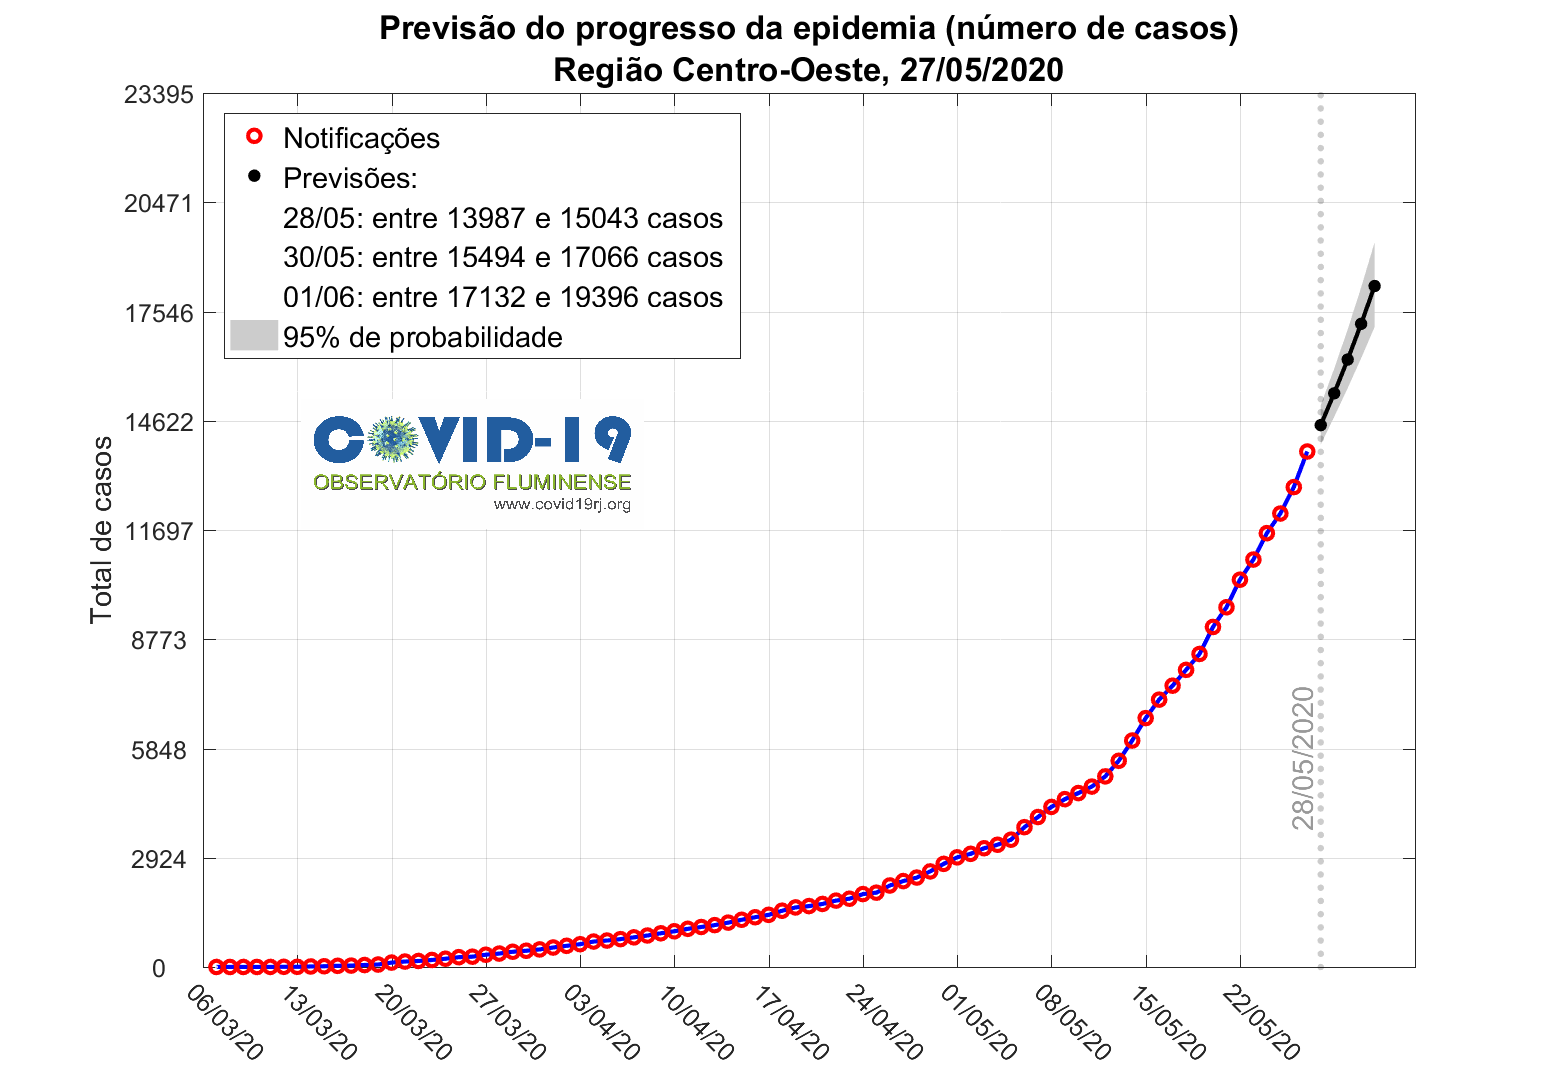 Previsão do progresso da epidemia (número de casos)
Região Centro-Oeste, 27/05/2020
23395
20471
17546
14622
11697
8773
5848
2924
0
Total de casos
Notificações
Previsões:
28/05: entre 13987 e 15043 casos
30/05: entre 15494 e 17066 casos
01/06: entre 17132 e 19396 casos
95% de probabilidade
COVID-19
OBSERVATÓRIO FLUMINENSE
www.covid19rj.org
28/05/2020
06/03/20
13/03/20
20/03/20
27/03/20
03/04/20
10/04/20
17/04/20
24/04/20
01/05/20
08/05/20
15/05/20
22/05/20